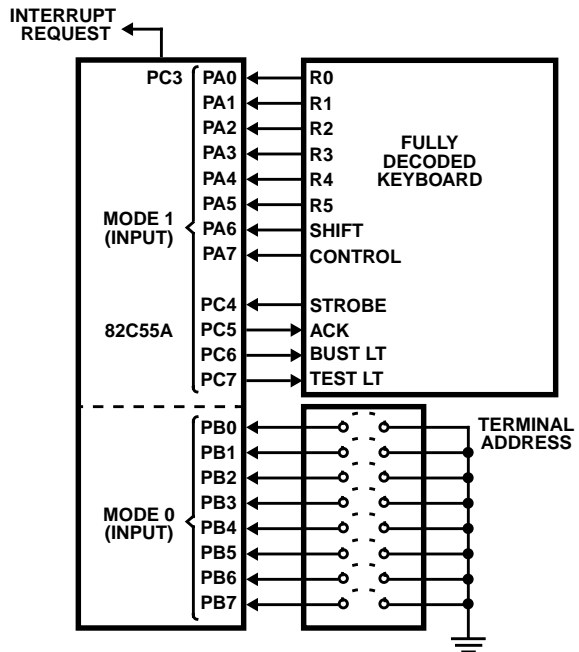 INTERRUPT
REQUEST
PC3 PA0 R0
PA1 R1
PA2 R2
PA3 R3
PA4 R4
PA5 R5
PA6 SHIFT
PA7 CONTROL
FULLY
DECODED
KEYBOARD
MODE 1
(INPUT)
PC4 STROBE
82C55A PC5 ACK
PC6 BUST LT
PC7 TEST LT
PB0
PB1
PB2
PB3
PB4
PB5
PB6
PB7
MODE 0
(INPUT)
TERMINAL
ADDRESS